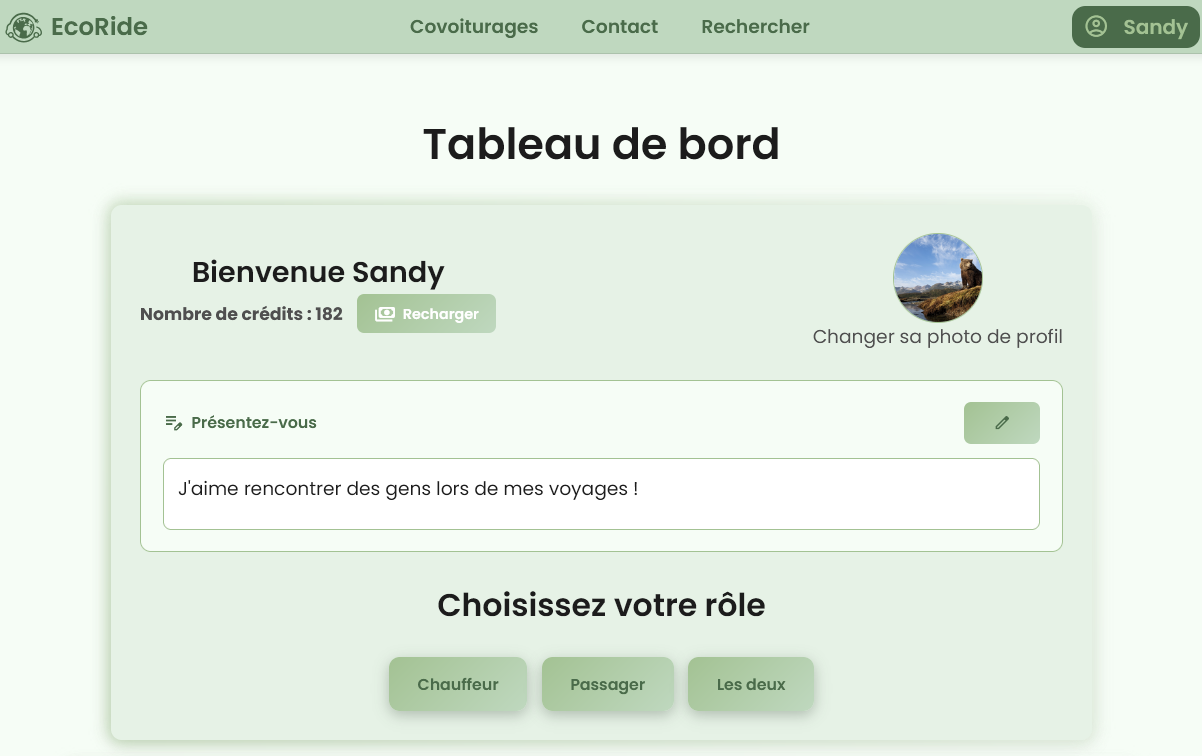 EcoRide
Covoiturages
Contact
Rechercher
Sandy
Tableau de bord
Bienvenue Sandy
Nombre de crédits : 182
Recharger
Changer sa photo de profil
Présentez-vous
J'aime rencontrer des gens lors de mes voyages !
Choisissez votre rôle
Chauffeur
Passager
Les deux